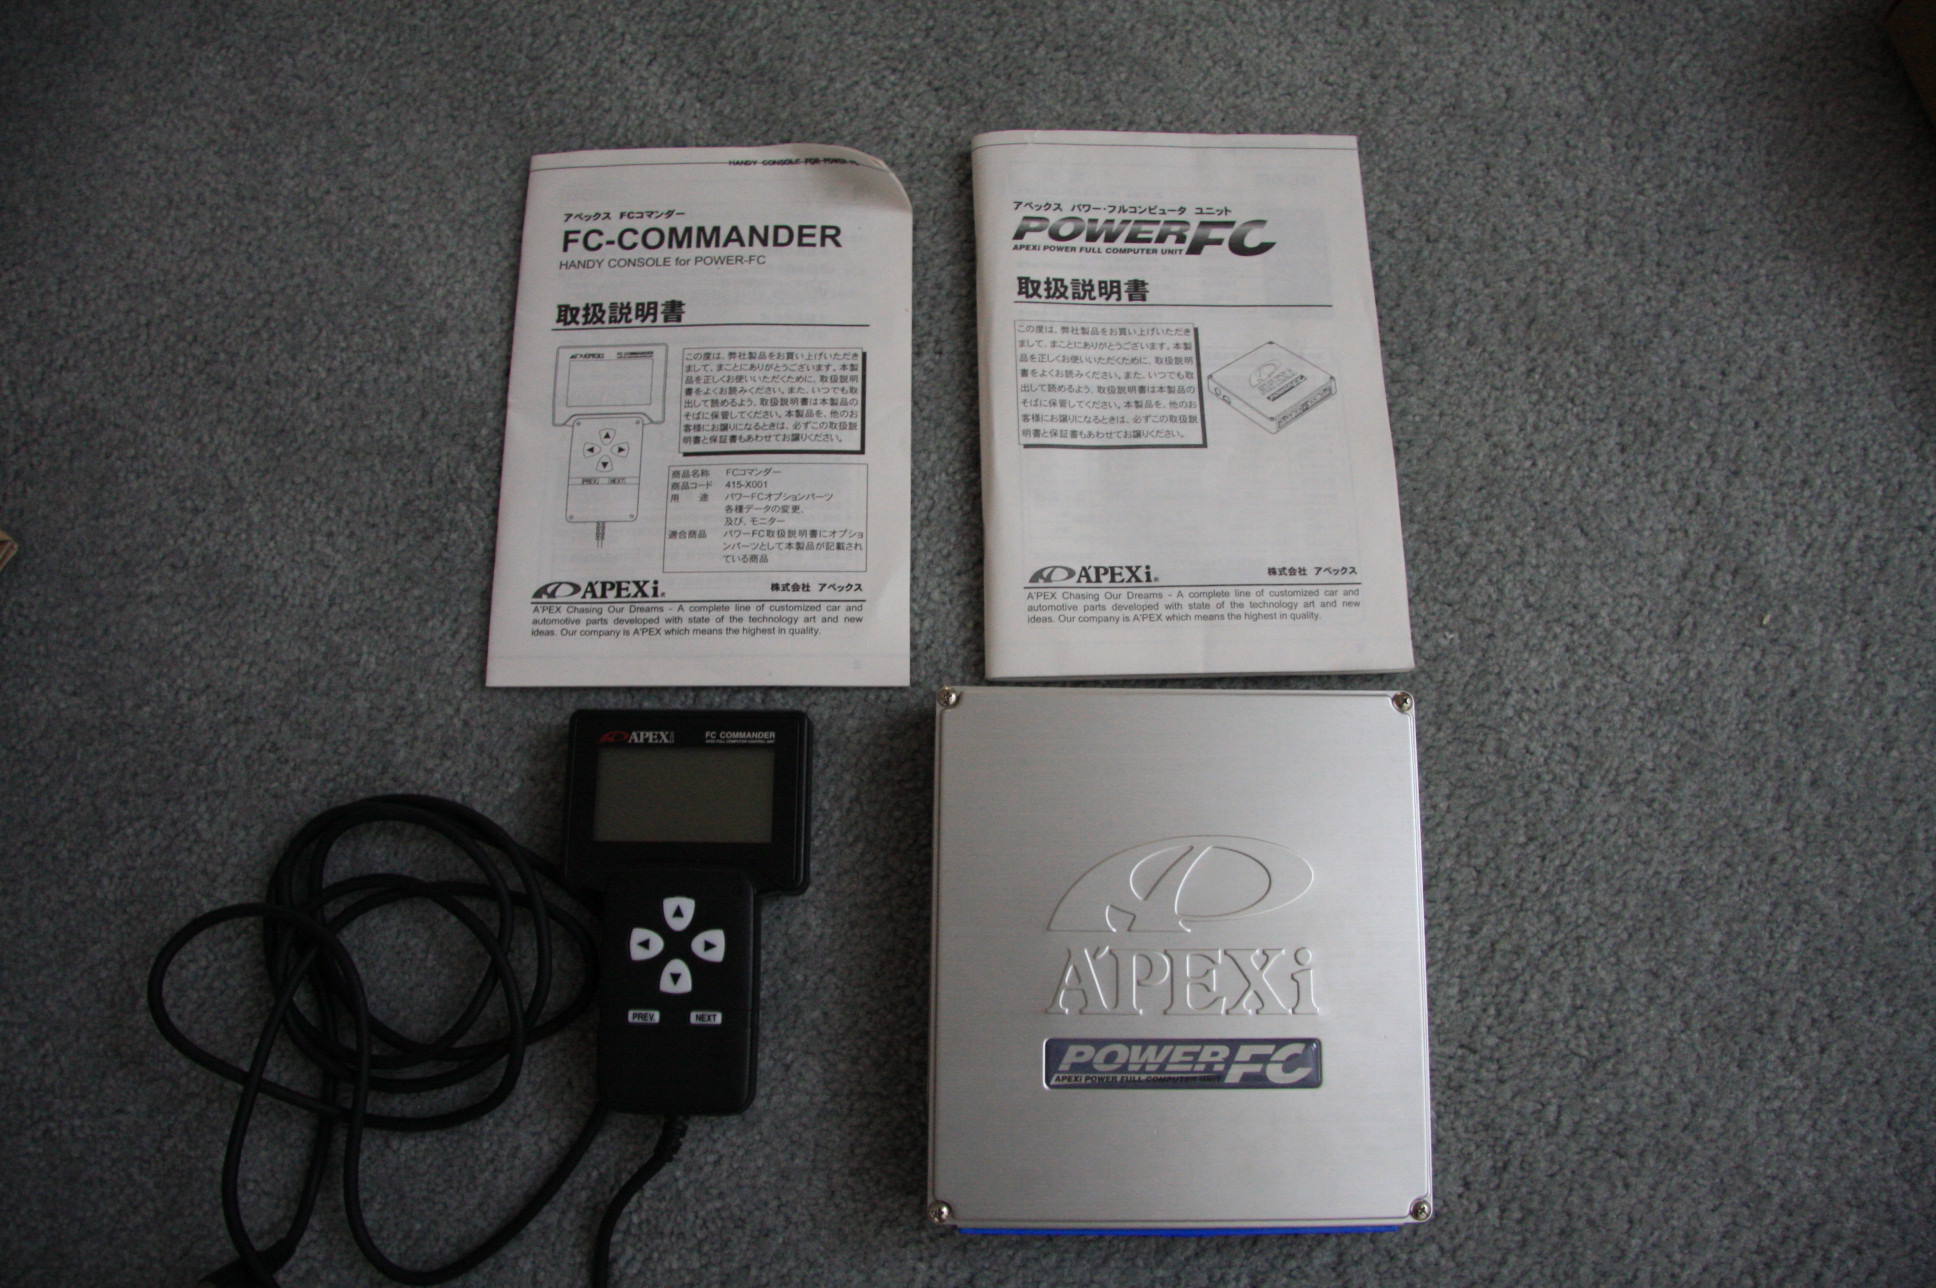 HANDY CONSOLE FOR POWER-FC
アペックス FCコマンダー
FC-COMMANDER
HANDY CONSOLE for POWER-FC
取扱説明書
A'PEXi
FC COMMANDER
この度は、弊社製品をお買い上げいただき
まして、まことにありがとうございます。本製
品を正しくお使いいただくために、取扱説明
書をよくお読みください。また、いつでも取
出して読めるよう、取扱説明書は本製品の
そばに保管してください。本製品を、他のお
客様にお譲りになるときは、必ずこの取扱説
明書と保証書もあわせてお譲りください。
PREV. NEXT
商品名称 FCコマンダー
商品コード 415-X001
用 途 パワーFCオプションパーツ
各種データの変更、
及び、モニター
適合商品 パワーFC取扱説明書にオプショ
ンパーツとして本製品が記載され
ている商品
A'PEXi® 株式会社 アペックス
A'PEX Chasing Our Dreams - A complete line of customized car and
automotive parts developed with state of the technology art and new
ideas. Our company is A'PEX which means the highest in quality.
アペックス パワー・フルコンピュータ ユニット
POWER FC
APEXi POWER FULL COMPUTER UNIT
取扱説明書
この度は、弊社製品をお買い上げいただき
まして、まことにありがとうございます。本製
品を正しくお使いいただくために、取扱説明
書をよくお読みください。また、いつでも取
出して読めるよう、取扱説明書は本製品の
そばに保管してください。本製品を、他のお
客様にお譲りになるときは、必ずこの取扱説
明書と保証書もあわせてお譲りください。
A'PEXi® 株式会社 アペックス
A'PEX Chasing Our Dreams - A complete line of customized car and
automotive parts developed with state of the technology art and new
ideas. Our company is A'PEX which means the highest in quality.
A'PEXi FC COMMANDER
APEXI FULL COMPUTER CONTROL UNIT
PREV. NEXT
A'PEXi
POWER FC
APEXi POWER FULL COMPUTER UNIT